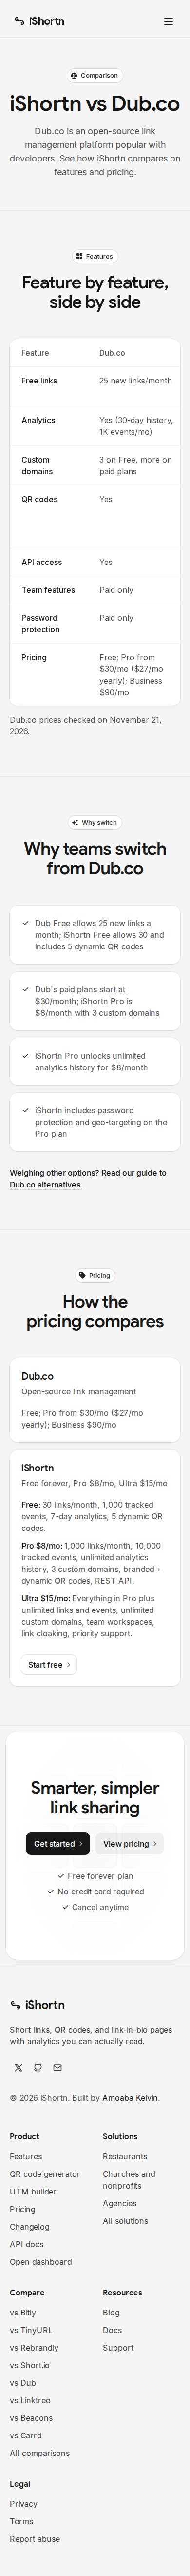 iShortn
Comparison
iShortn vs Dub.co
Dub.co is an open-source link
management platform popular with
developers. See how iShortn compares on
features and pricing.
Features
Feature by feature,
side by side
Feature Dub.co
Free links 25 new links/month
Analytics Yes (30-day history,
1K events/mo)
Custom
domains
3 on Free, more on
paid plans
QR codes Yes
API access Yes
Team features Paid only
Password
protection
Paid only
Pricing Free; Pro from
$30/mo ($27/mo
yearly); Business
$90/mo
Dub.co prices checked on November 21,
2026.
Why switch
Why teams switch
from Dub.co
Dub Free allows 25 new links a
month; iShortn Free allows 30 and
includes 5 dynamic QR codes
Dub's paid plans start at
$30/month; iShortn Pro is
$8/month with 3 custom domains
iShortn Pro unlocks unlimited
analytics history for $8/month
iShortn includes password
protection and geo-targeting on the
Pro plan
Weighing other options? Read our guide to
Dub.co alternatives.
Pricing
How the
pricing compares
Dub.co
Open-source link management
Free; Pro from $30/mo ($27/mo
yearly); Business $90/mo
iShortn
Free forever, Pro $8/mo, Ultra $15/mo
Free: 30 links/month, 1,000 tracked
events, 7-day analytics, 5 dynamic QR
codes.
Pro $8/mo: 1,000 links/month, 10,000
tracked events, unlimited analytics
history, 3 custom domains, branded +
dynamic QR codes, REST API.
Ultra $15/mo: Everything in Pro plus
unlimited links and events, unlimited
custom domains, team workspaces,
link cloaking, priority support.
Start free
Smarter, simpler
link sharing
Get started
View pricing
Free forever plan
No credit card required
Cancel anytime
iShortn
Short links, QR codes, and link-in-bio pages
with analytics you can actually read.
© 2026 iShortn. Built by Amoaba Kelvin.
Product
Features
QR code generator
UTM builder
Pricing
Changelog
API docs
Open dashboard
Solutions
Restaurants
Churches and
nonprofits
Agencies
All solutions
Compare
vs Bitly
vs TinyURL
vs Rebrandly
vs Short.io
vs Dub
vs Linktree
vs Beacons
vs Carrd
All comparisons
Resources
Blog
Docs
Support
Legal
Privacy
Terms
Report abuse